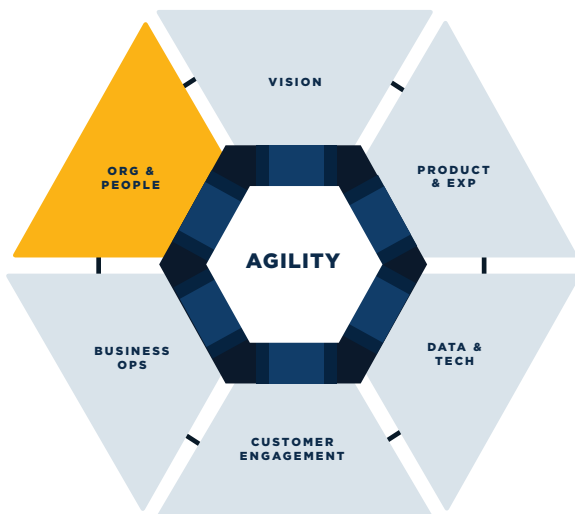 VISION
ORG &
PEOPLE
PRODUCT
& EXP
AGILITY
BUSINESS
OPS
DATA &
TECH
CUSTOMER
ENGAGEMENT